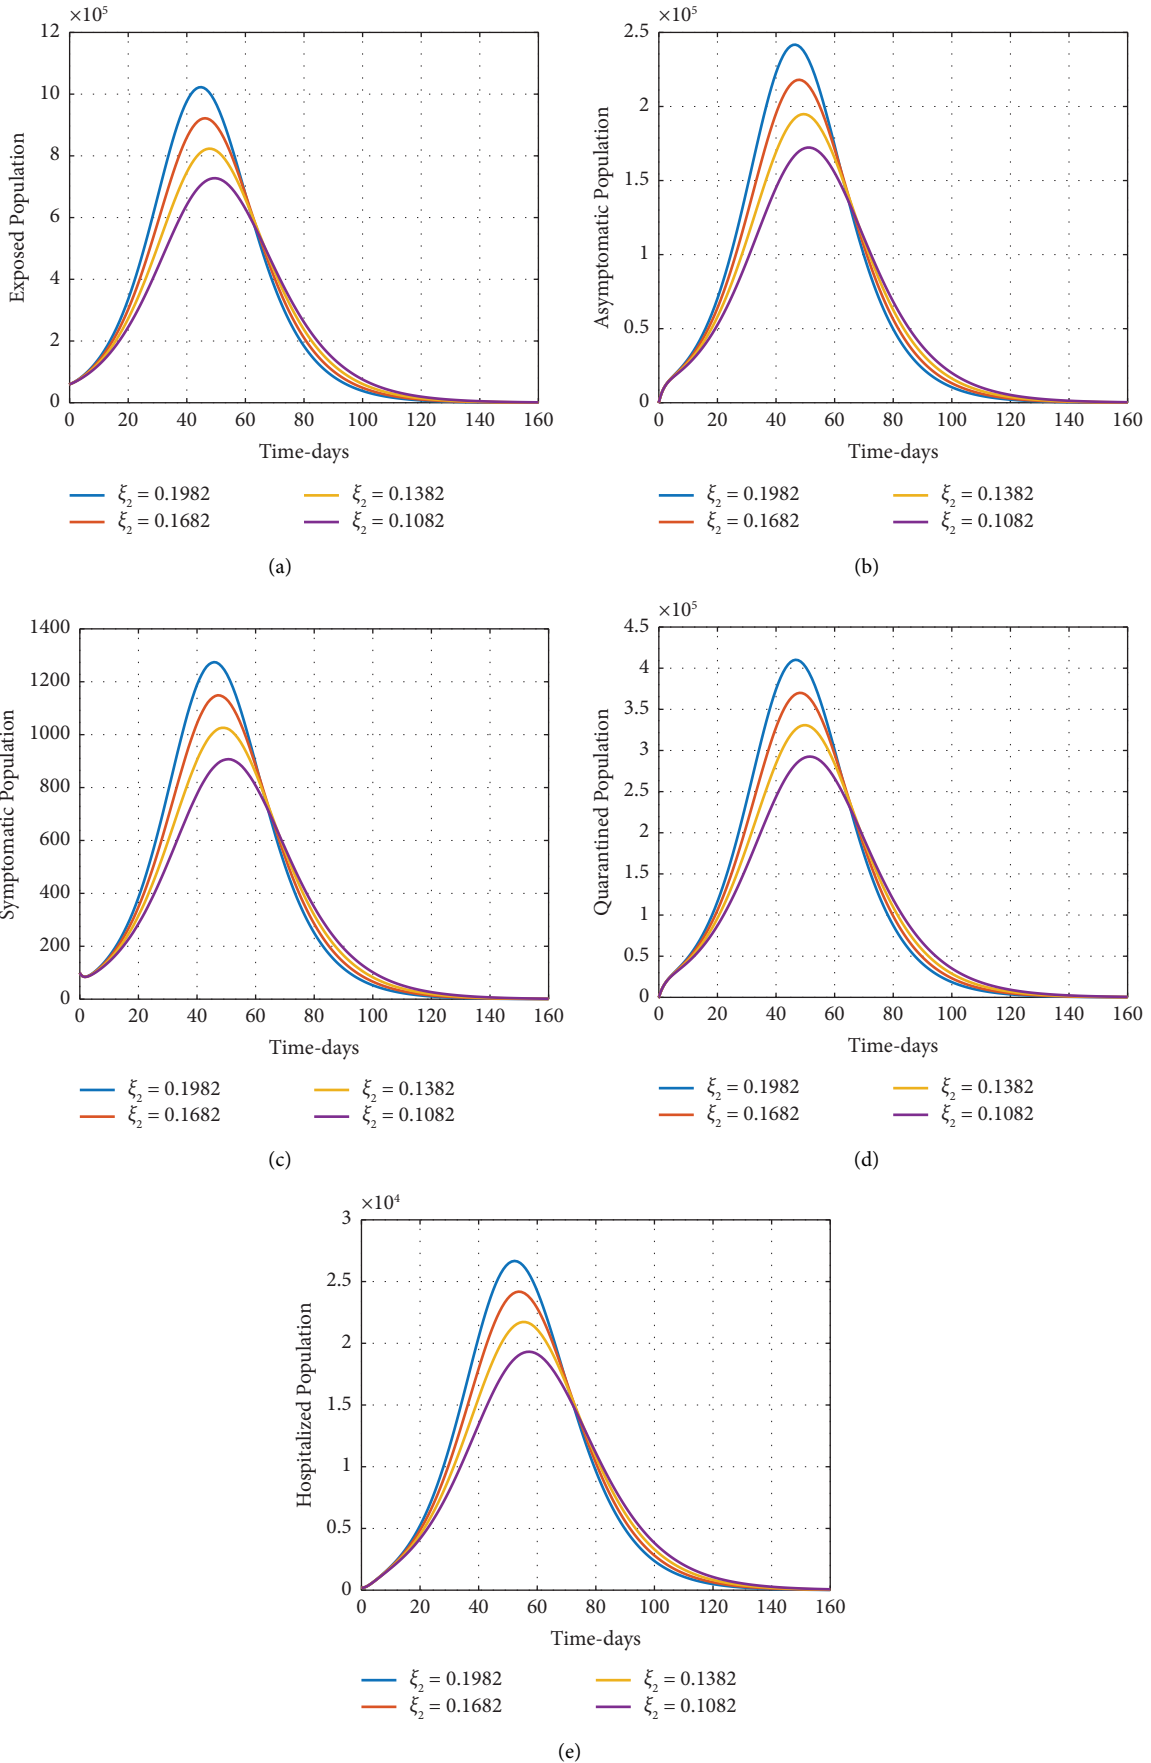 ×10⁵
12
10
8
6
4
2
0
Exposed Population
0 20 40 60 80 100 120 140 160
Time-days
ξ₂ = 0.1982 ξ₂ = 0.1382
ξ₂ = 0.1682 ξ₂ = 0.1082
(a)
×10⁵
2.5
2
1.5
1
0.5
0
Asymptomatic Population
0 20 40 60 80 100 120 140 160
Time-days
ξ₂ = 0.1982 ξ₂ = 0.1382
ξ₂ = 0.1682 ξ₂ = 0.1082
(b)
1400
1200
1000
800
600
400
200
0
Symptomatic Population
0 20 40 60 80 100 120 140 160
Time-days
ξ₂ = 0.1982 ξ₂ = 0.1382
ξ₂ = 0.1682 ξ₂ = 0.1082
(c)
×10⁵
4.5
4
3.5
3
2.5
2
1.5
1
0.5
0
Quarantined Population
0 20 40 60 80 100 120 140 160
Time-days
ξ₂ = 0.1982 ξ₂ = 0.1382
ξ₂ = 0.1682 ξ₂ = 0.1082
(d)
×10⁴
3
2.5
2
1.5
1
0.5
0
Hospitalized Population
0 20 40 60 80 100 120 140 160
Time-days
ξ₂ = 0.1982 ξ₂ = 0.1382
ξ₂ = 0.1682 ξ₂ = 0.1082
(e)